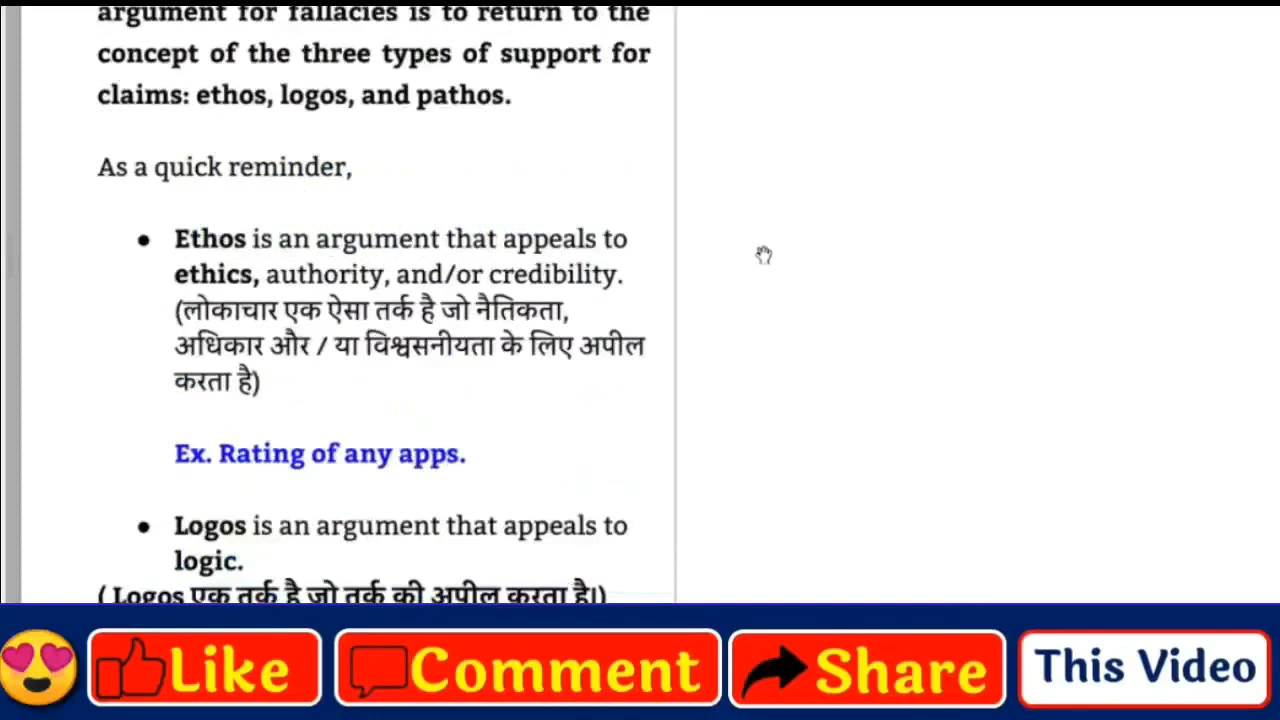 argument for fallacies is to return to the
concept of the three types of support for
claims: ethos, logos, and pathos.
As a quick reminder,
● Ethos is an argument that appeals to
ethics, authority, and/or credibility.
(लोकाचार एक ऐसा तर्क है जो नैतिकता,
अधिकार और / या विश्वसनीयता के लिए अपील
करता है)
Ex. Rating of any apps.
● Logos is an argument that appeals to
logic.
( Logos एक तर्क है जो तर्क की अपील करता है।)
Like Comment Share This Video